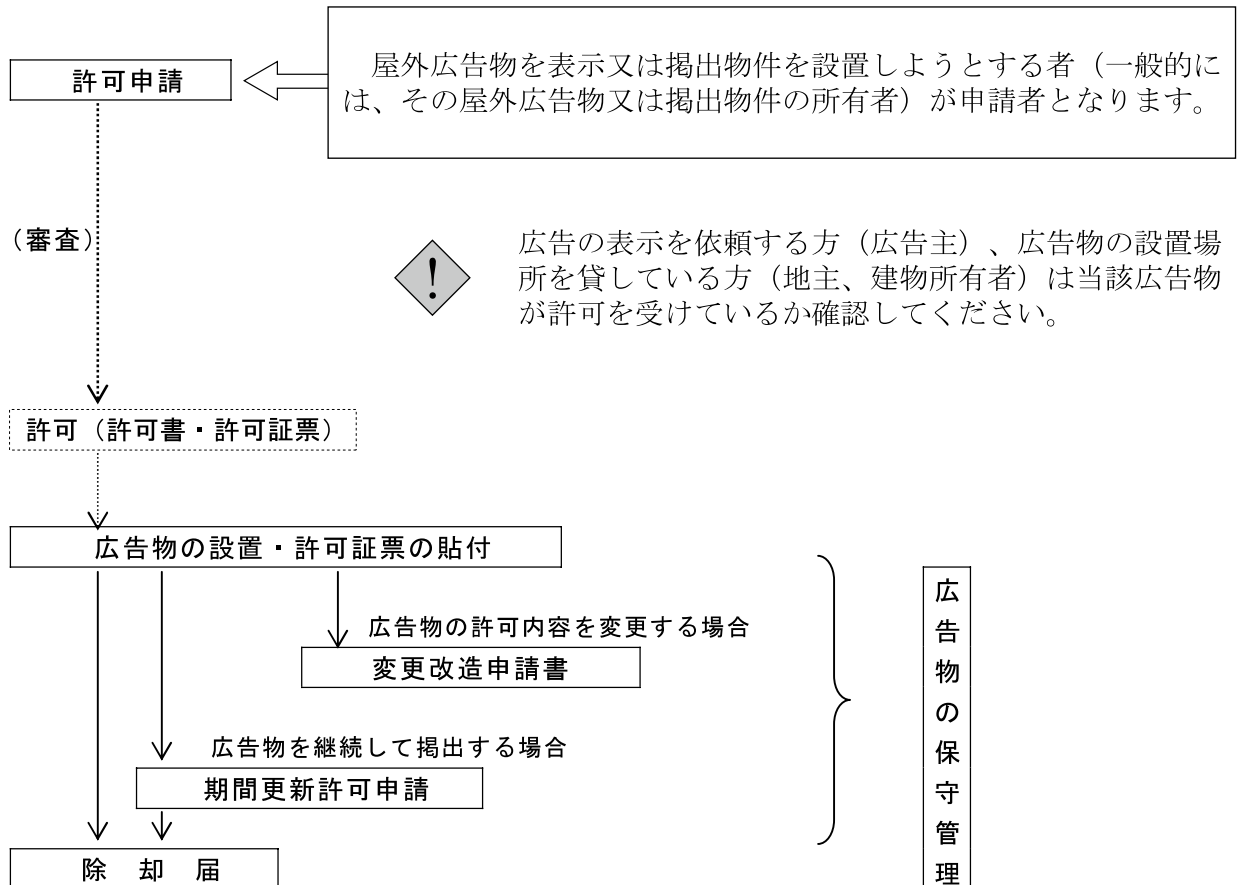 許可申請
屋外広告物を表示又は掲出物件を設置しようとする者（一般的に
は、その屋外広告物又は掲出物件の所有者）が申請者となります。
（審査）
!
広告の表示を依頼する方（広告主）、広告物の設置場
所を貸している方（地主、建物所有者）は当該広告物
が許可を受けているか確認してください。
許可（許可書・許可証票）
広告物の設置・許可証票の貼付
広告物の許可内容を変更する場合
変更改造申請書
広告物を継続して掲出する場合
期間更新許可申請
除　却　届
広告物の保守管理